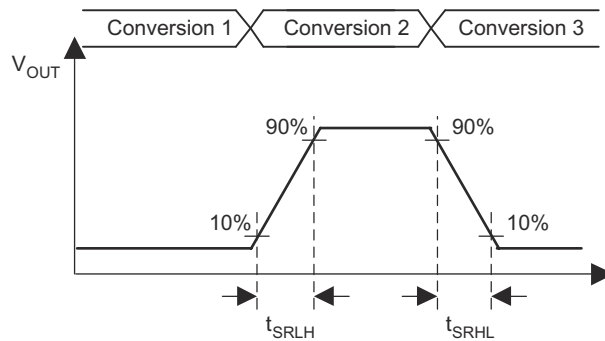 Conversion 1 Conversion 2 Conversion 3
VOUT
90% 90%
10% 10%
tSRLH tSRHL